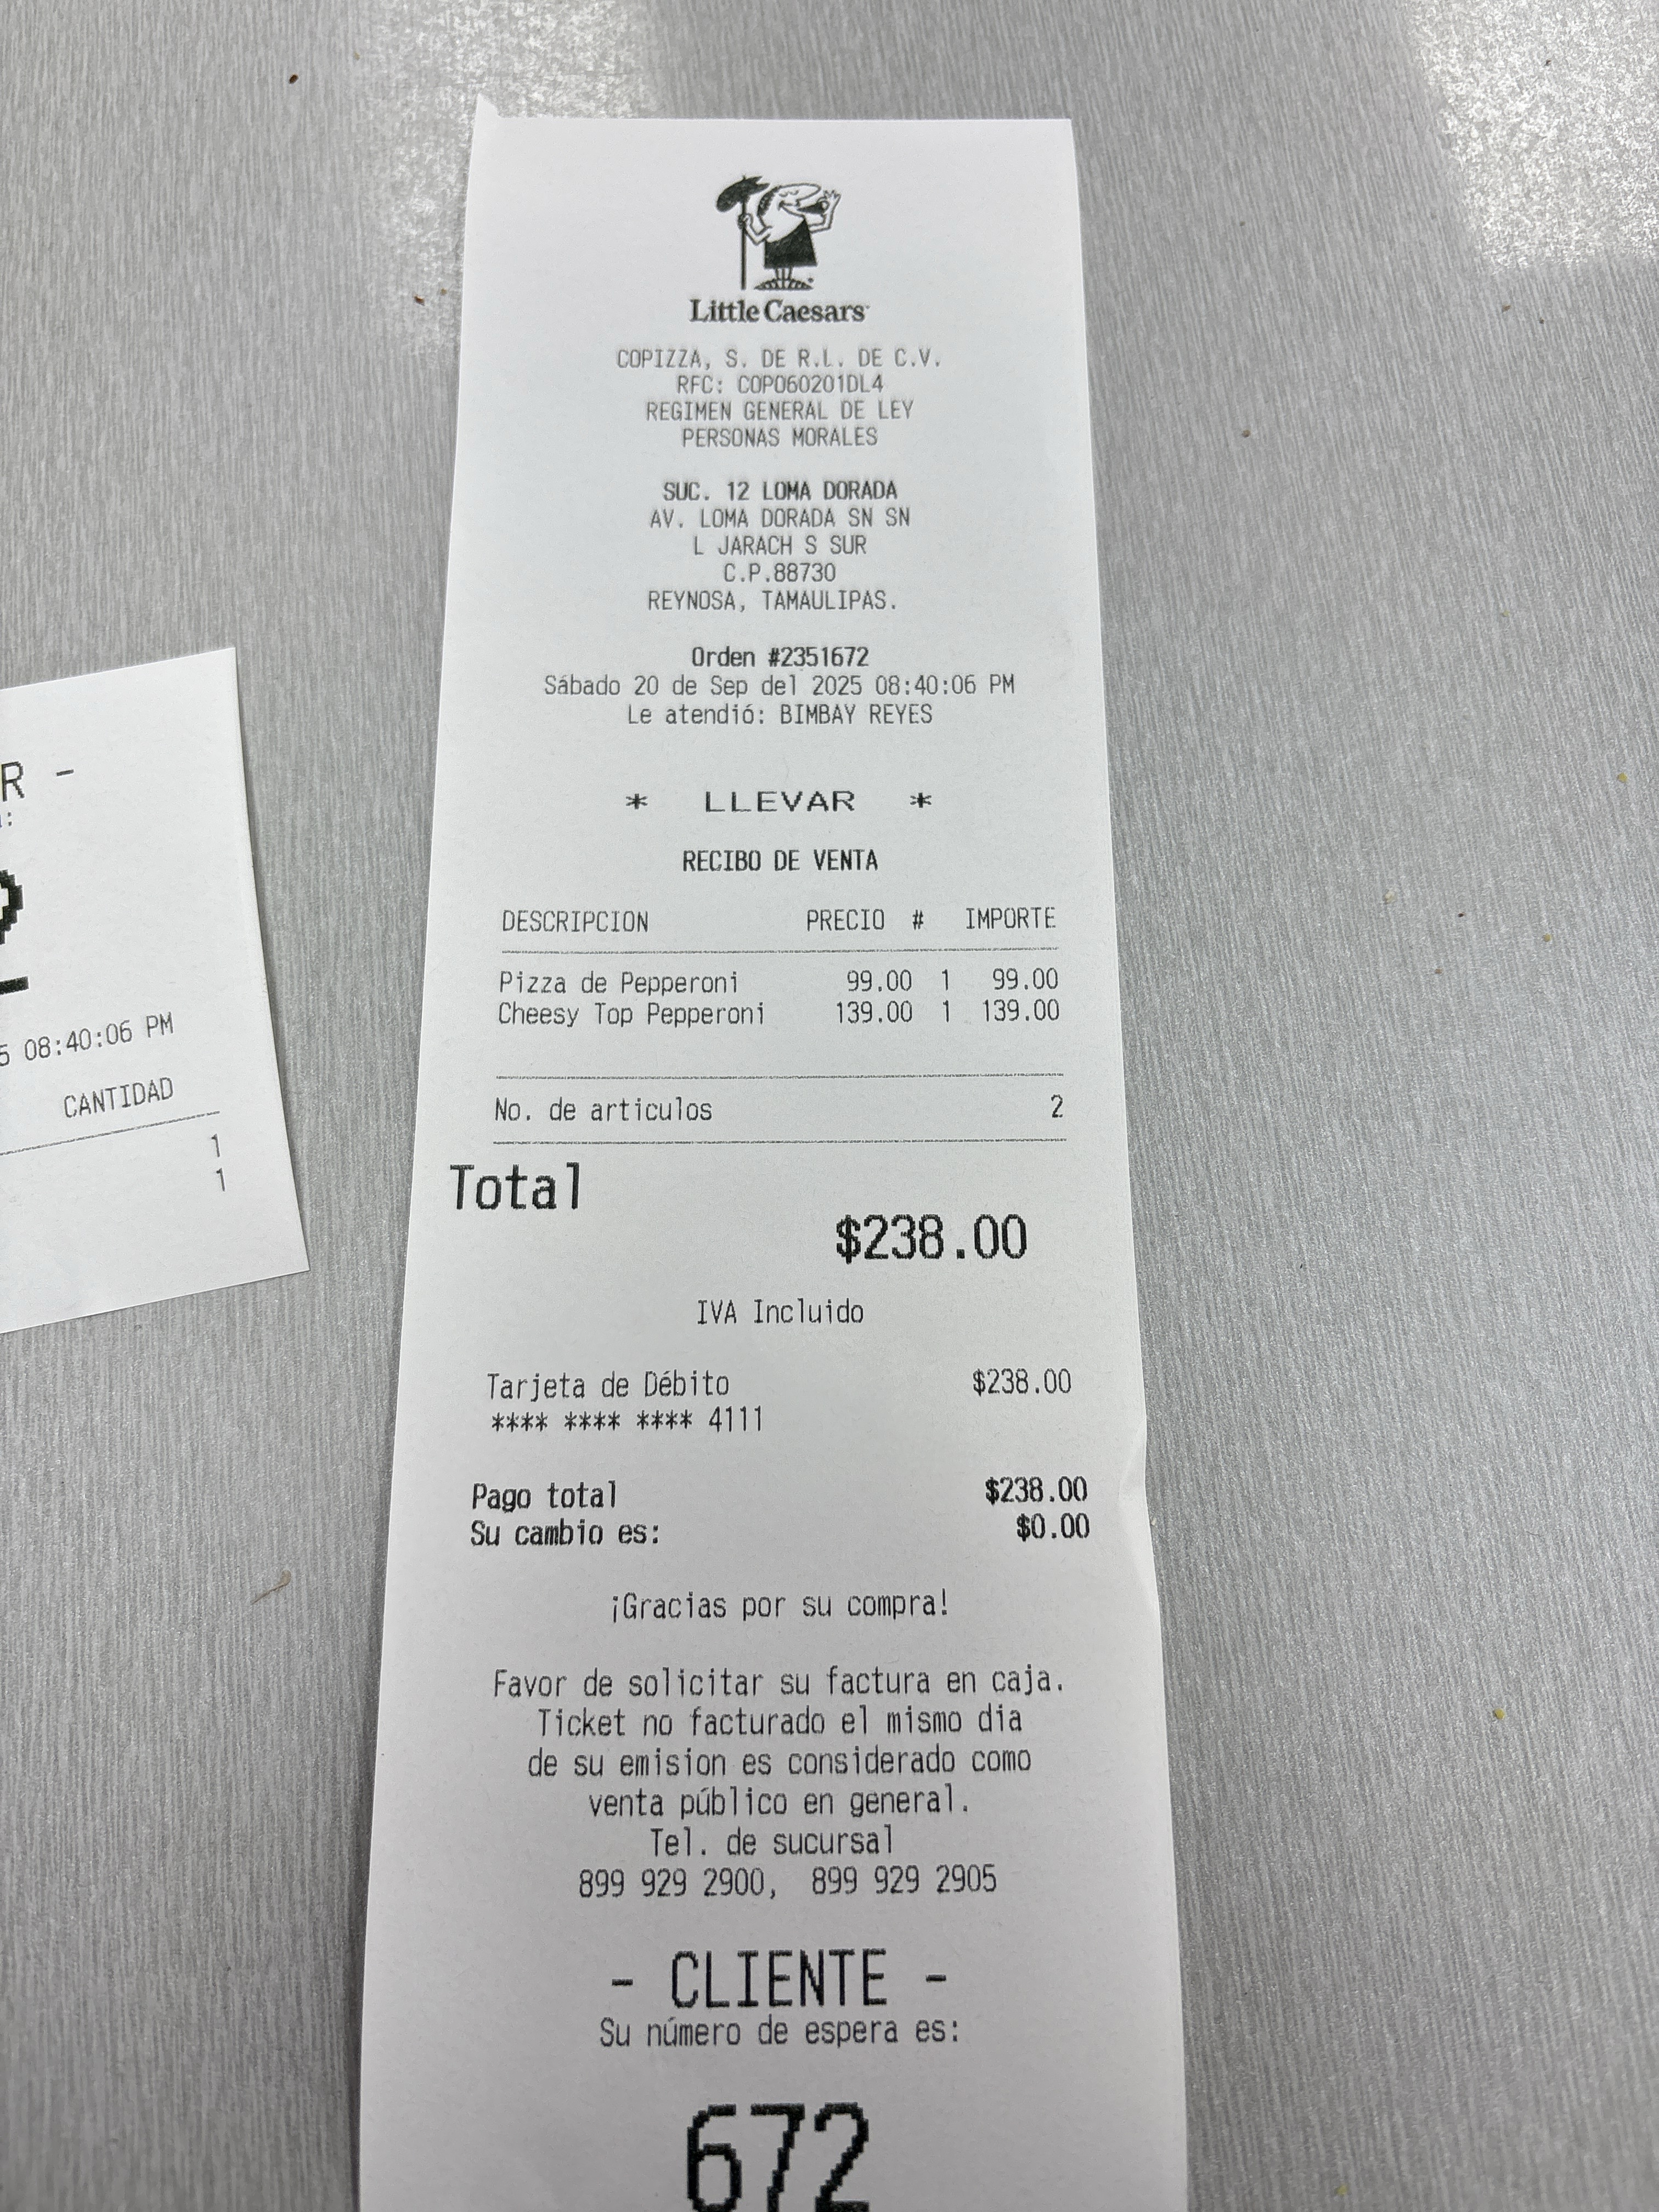 Little Caesars
COPIZZA, S. DE R.L. DE C.V.
RFC: COP060201DL4
REGIMEN GENERAL DE LEY
PERSONAS MORALES
SUC. 12 LOMA DORADA
AV. LOMA DORADA SN SN
L JARACH S SUR
C.P.88730
REYNOSA, TAMAULIPAS.
Orden #2351672
Sábado 20 de Sep del 2025 08:40:06 PM
Le atendió: BIMBAY REYES
* LLEVAR *
RECIBO DE VENTA
DESCRIPCION PRECIO # IMPORTE
Pizza de Pepperoni 99.00 1 99.00
Cheesy Top Pepperoni 139.00 1 139.00
No. de articulos 2
Total
$238.00
IVA Incluido
Tarjeta de Débito $238.00
**** **** **** 4111
Pago total $238.00
Su cambio es: $0.00
¡Gracias por su compra!
Favor de solicitar su factura en caja.
Ticket no facturado el mismo dia
de su emision es considerado como
venta público en general.
Tel. de sucursal
899 929 2900, 899 929 2905
- CLIENTE -
Su número de espera es:
672
R -
2
5 08:40:06 PM
CANTIDAD
1
1